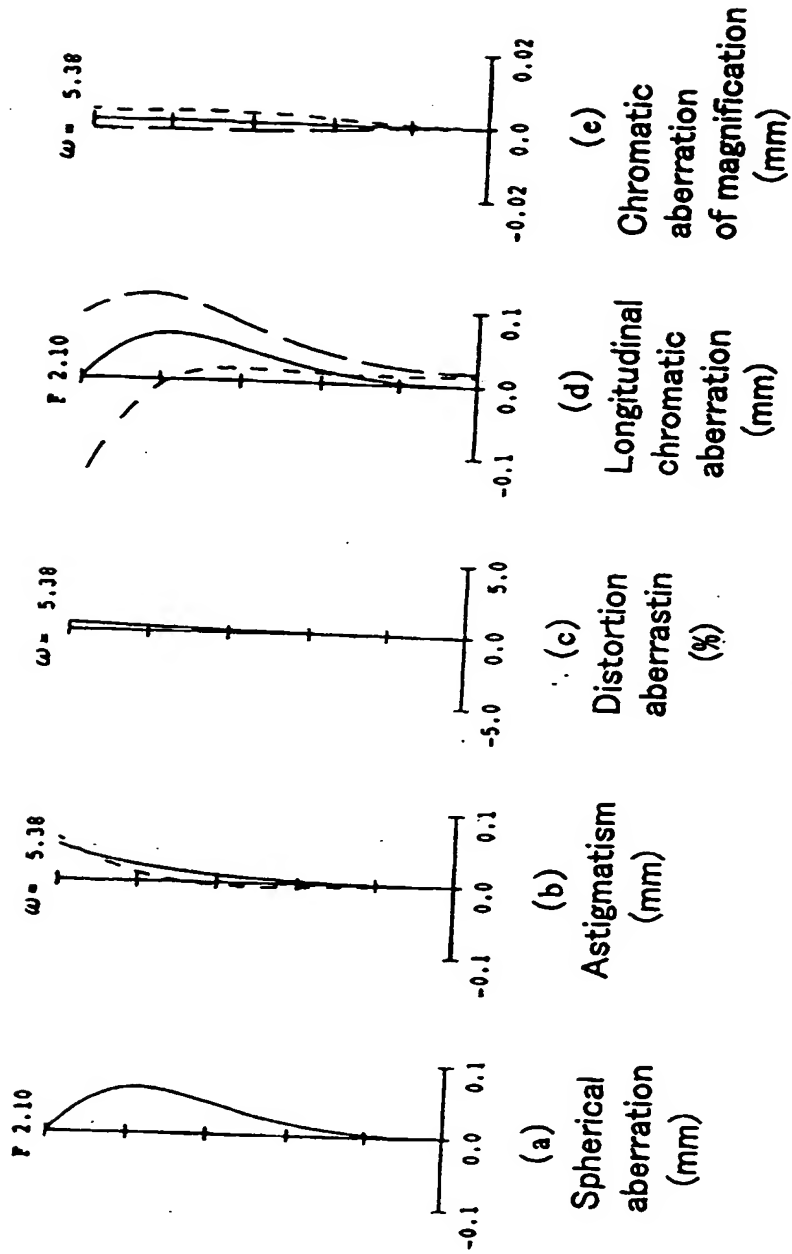 F 2.10
-0.1
0.0
0.1
(a)
Spherical
aberration
(mm)
ω= 5.38
-0.1
0.0
0.1
(b)
Astigmatism
(mm)
ω= 5.38
-5.0
0.0
5.0
(c)
Distortion
aberrastin
(%)
F 2.10
-0.1
0.0
0.1
(d)
Longitudinal
chromatic
aberration
(mm)
ω= 5.38
-0.02
0.0
0.02
(e)
Chromatic
aberration
of magnification
(mm)